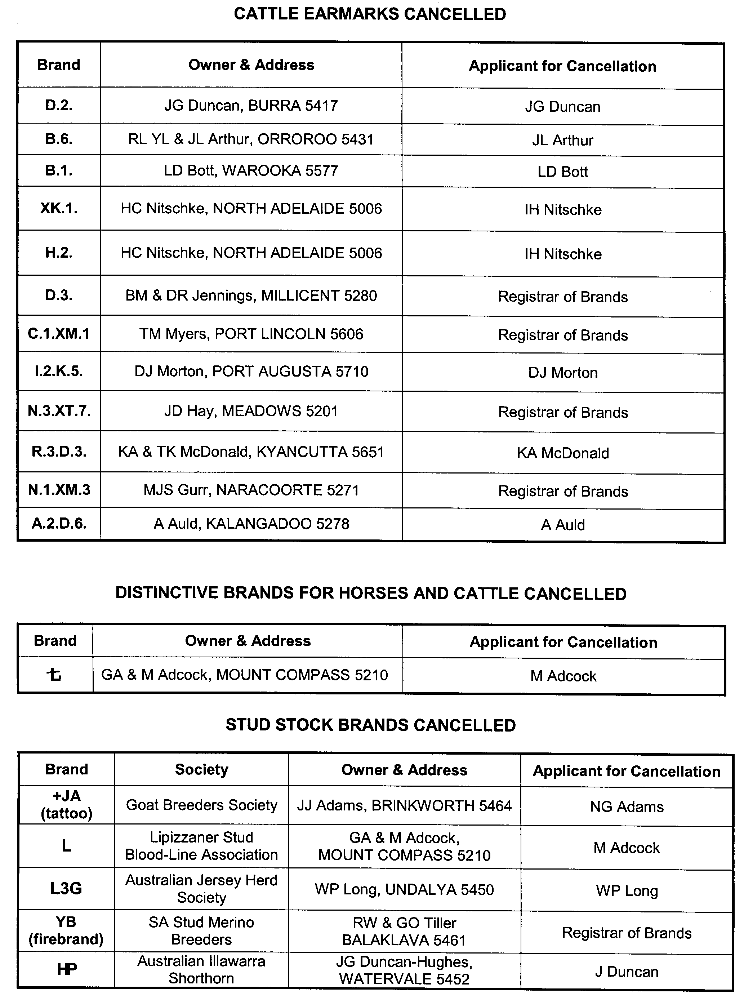 CATTLE EARMARKS CANCELLED
Brand Owner & Address Applicant for Cancellation
D.2. JG Duncan, BURRA 5417 JG Duncan
B.6. RL YL & JL Arthur, ORROROO 5431 JL Arthur
B.1. LD Bott, WAROOKA 5577 LD Bott
XK.1. HC Nitschke, NORTH ADELAIDE 5006 IH Nitschke
H.2. HC Nitschke, NORTH ADELAIDE 5006 IH Nitschke
D.3. BM & DR Jennings, MILLICENT 5280 Registrar of Brands
C.1.XM.1 TM Myers, PORT LINCOLN 5606 Registrar of Brands
I.2.K.5. DJ Morton, PORT AUGUSTA 5710 DJ Morton
N.3.XT.7. JD Hay, MEADOWS 5201 Registrar of Brands
R.3.D.3. KA & TK McDonald, KYANCUTTA 5651 KA McDonald
N.1.XM.3 MJS Gurr, NARACOORTE 5271 Registrar of Brands
A.2.D.6. A Auld, KALANGADOO 5278 A Auld
DISTINCTIVE BRANDS FOR HORSES AND CATTLE CANCELLED
Brand Owner & Address Applicant for Cancellation
GA & M Adcock, MOUNT COMPASS 5210 M Adcock
STUD STOCK BRANDS CANCELLED
Brand Society Owner & Address Applicant for Cancellation
+JA
(tattoo)
Goat Breeders Society
JJ Adams, BRINKWORTH 5464
NG Adams
L
Lipizzaner Stud
Blood-Line Association
GA & M Adcock,
MOUNT COMPASS 5210
M Adcock
L3G
Australian Jersey Herd
Society
WP Long, UNDALYA 5450
WP Long
YB
(firebrand)
SA Stud Merino
Breeders
RW & GO Tiller
BALAKLAVA 5461
Registrar of Brands
HP
Australian Illawarra
Shorthorn
JG Duncan-Hughes,
WATERVALE 5452
J Duncan